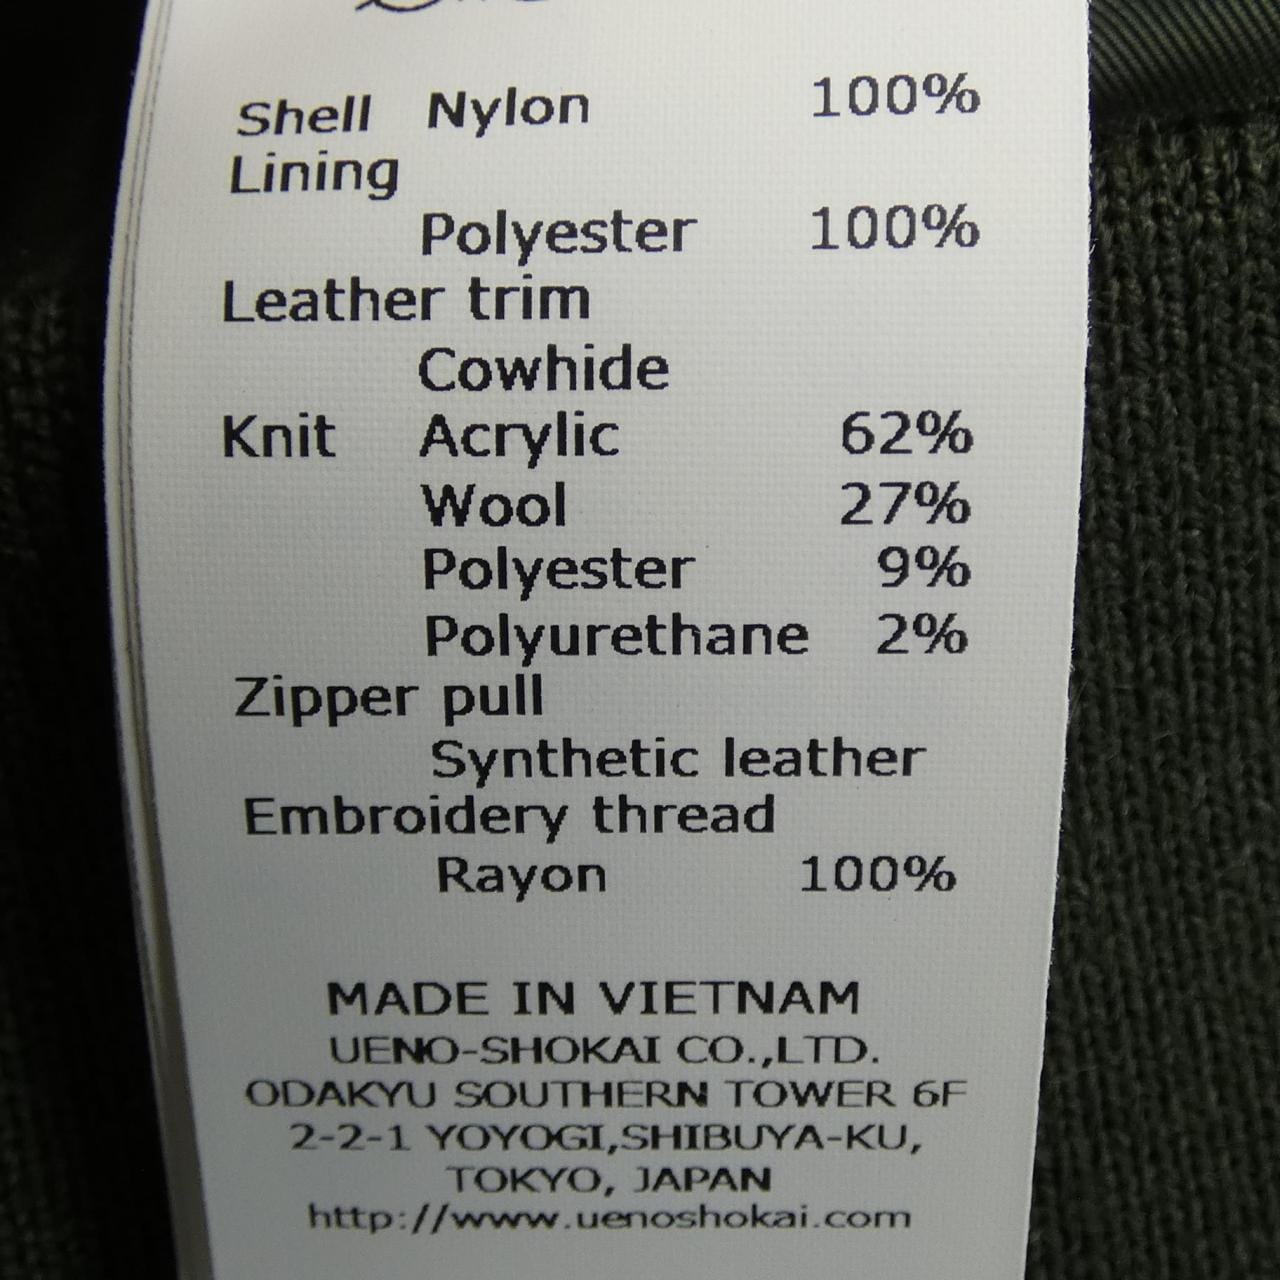 Shell Nylon 100%
Lining
Polyester 100%
Leather trim
Cowhide
Knit Acrylic 62%
Wool 27%
Polyester 9%
Polyurethane 2%
Zipper pull
Synthetic leather
Embroidery thread
Rayon 100%
MADE IN VIETNAM
UENO-SHOKAI CO.,LTD.
ODAKYU SOUTHERN TOWER 6F
2-2-1 YOYOGI,SHIBUYA-KU,
TOKYO, JAPAN
http://www.uenoshokai.com